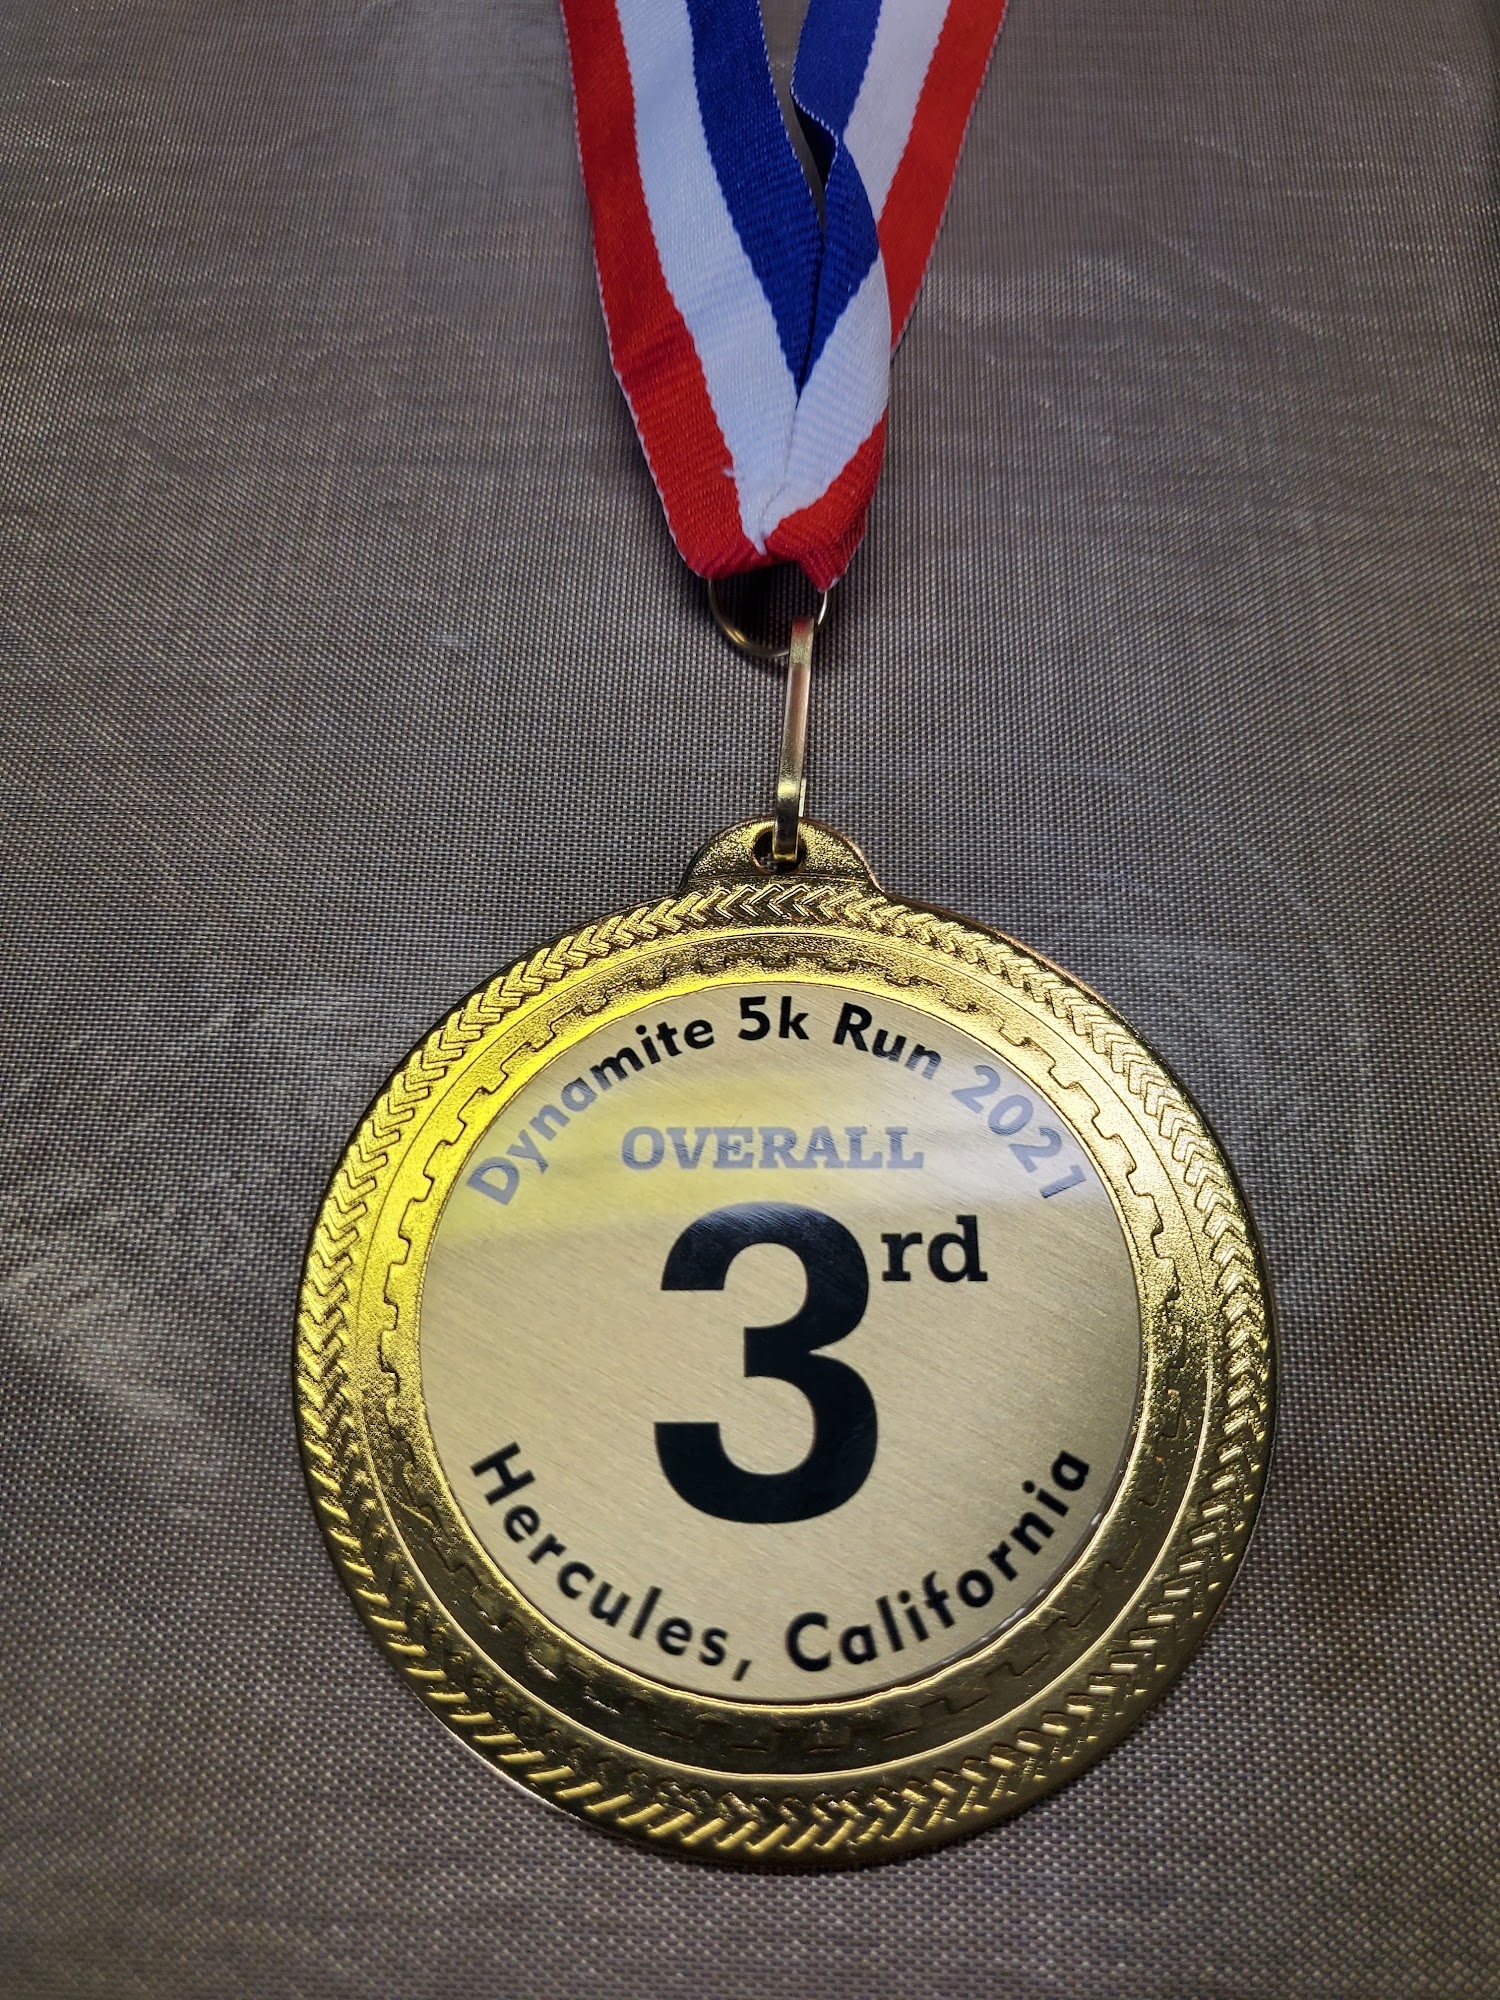 Dynamite 5k Run 2021
OVERALL
3rd
Hercules, California